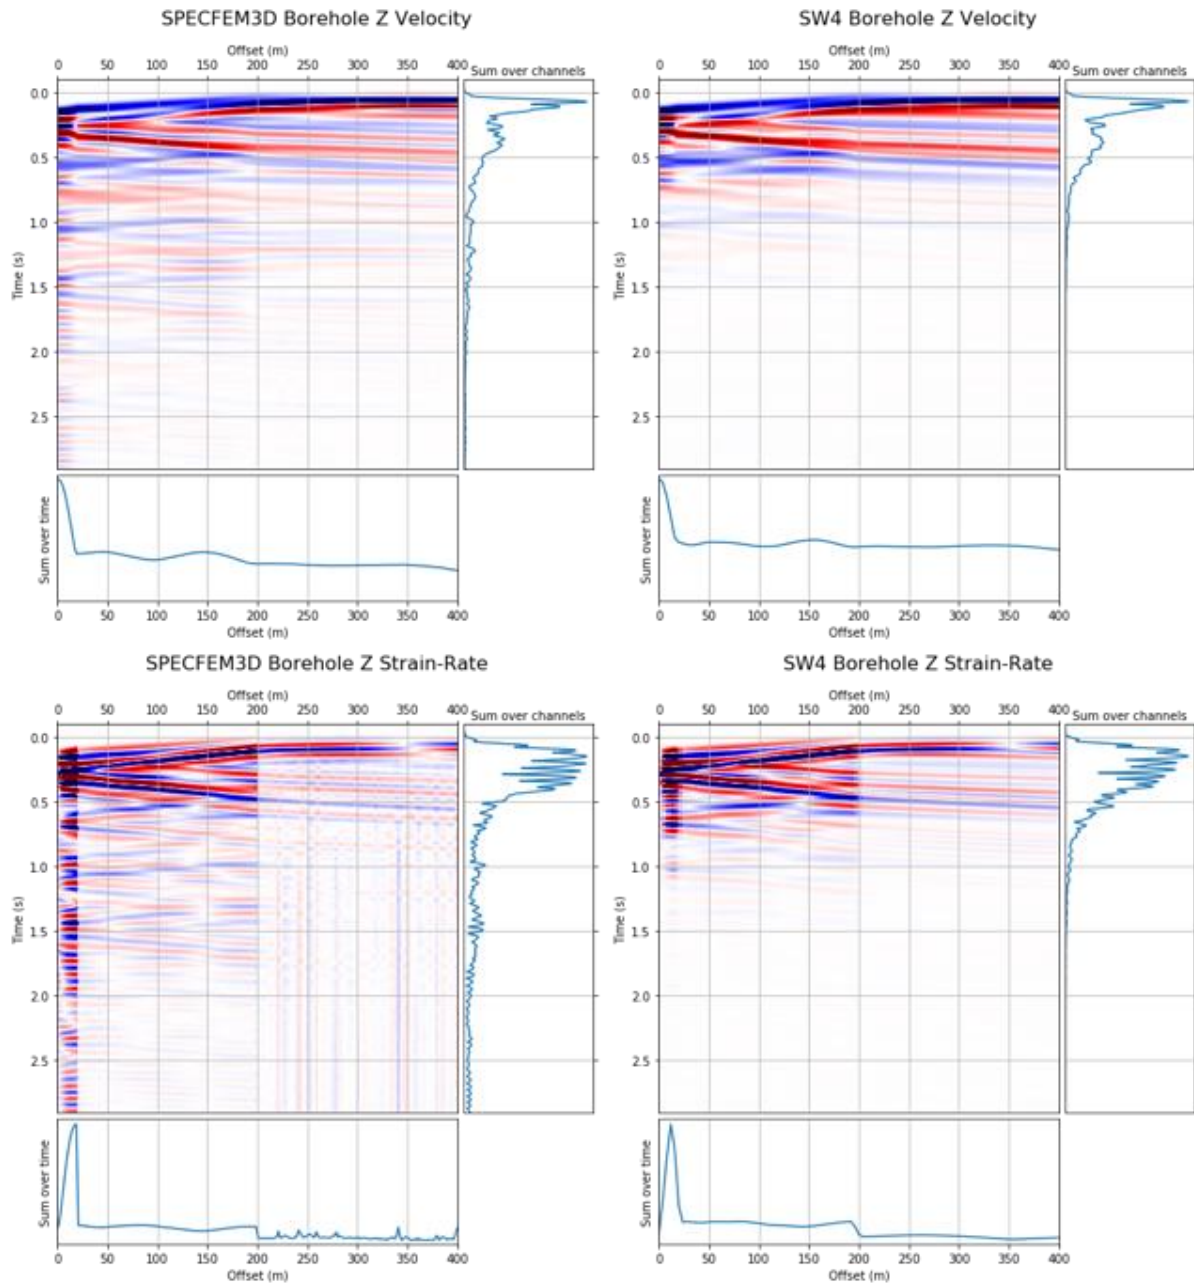 SPECFEM3D Borehole Z Velocity
Offset (m)
0 50 100 150 200 250 300 350 400
Sum over channels
0.0
0.5
1.0
1.5
2.0
2.5
Time (s)
Sum over time
0 50 100 150 200 250 300 350 400
Offset (m)
SW4 Borehole Z Velocity
Offset (m)
0 50 100 150 200 250 300 350 400
Sum over channels
0.0
0.5
1.0
1.5
2.0
2.5
Time (s)
Sum over time
0 50 100 150 200 250 300 350 400
Offset (m)
SPECFEM3D Borehole Z Strain-Rate
Offset (m)
0 50 100 150 200 250 300 350 400
Sum over channels
0.0
0.5
1.0
1.5
2.0
2.5
Time (s)
Sum over time
0 50 100 150 200 250 300 350 400
Offset (m)
SW4 Borehole Z Strain-Rate
Offset (m)
0 50 100 150 200 250 300 350 400
Sum over channels
0.0
0.5
1.0
1.5
2.0
2.5
Time (s)
Sum over time
0 50 100 150 200 250 300 350 400
Offset (m)